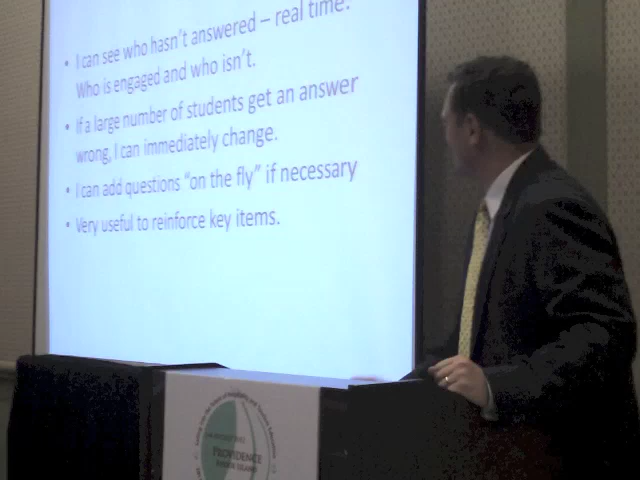 • I can see who hasn't answered – real time.
Who is engaged and who isn't.
• If a large number of students get an answer
wrong, I can immediately change.
• I can add questions "on the fly" if necessary
• Very useful to reinforce key items.
PROVIDENCE
RHODE ISLAND